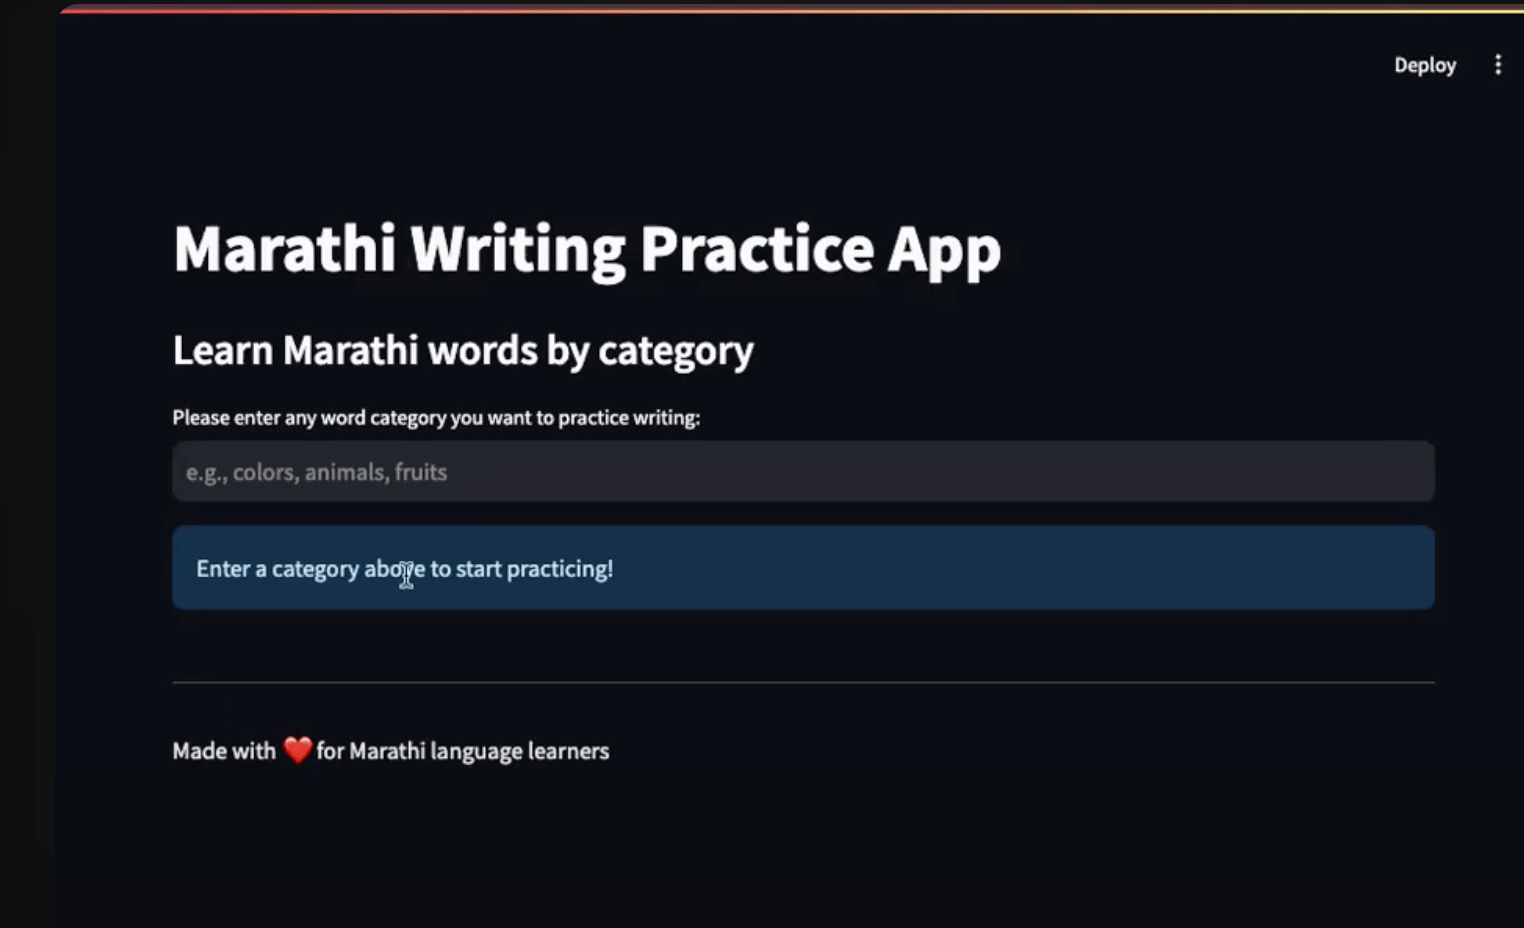 Deploy
Marathi Writing Practice App
Learn Marathi words by category
Please enter any word category you want to practice writing:
e.g., colors, animals, fruits
Enter a category above to start practicing!
Made with ❤️ for Marathi language learners